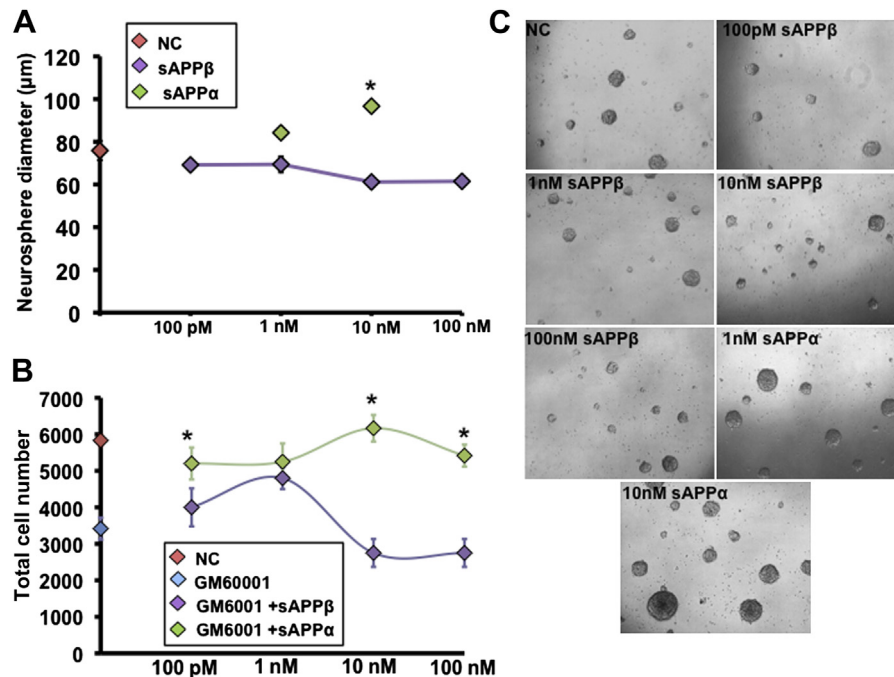 A
Neurosphere diameter (µm)
120
100
80
60
40
20
0
NC
sAPPβ
sAPPα
*
100 pM
1 nM
10 nM
100 nM
B
Total cell number
7000
6000
5000
4000
3000
2000
1000
0
*
*
*
NC
GM60001
GM6001 +sAPPβ
GM6001 +sAPPα
100 pM
1 nM
10 nM
100 nM
C
NC
100pM sAPPβ
1nM sAPPβ
10nM sAPPβ
100nM sAPPβ
1nM sAPPα
10nM sAPPα